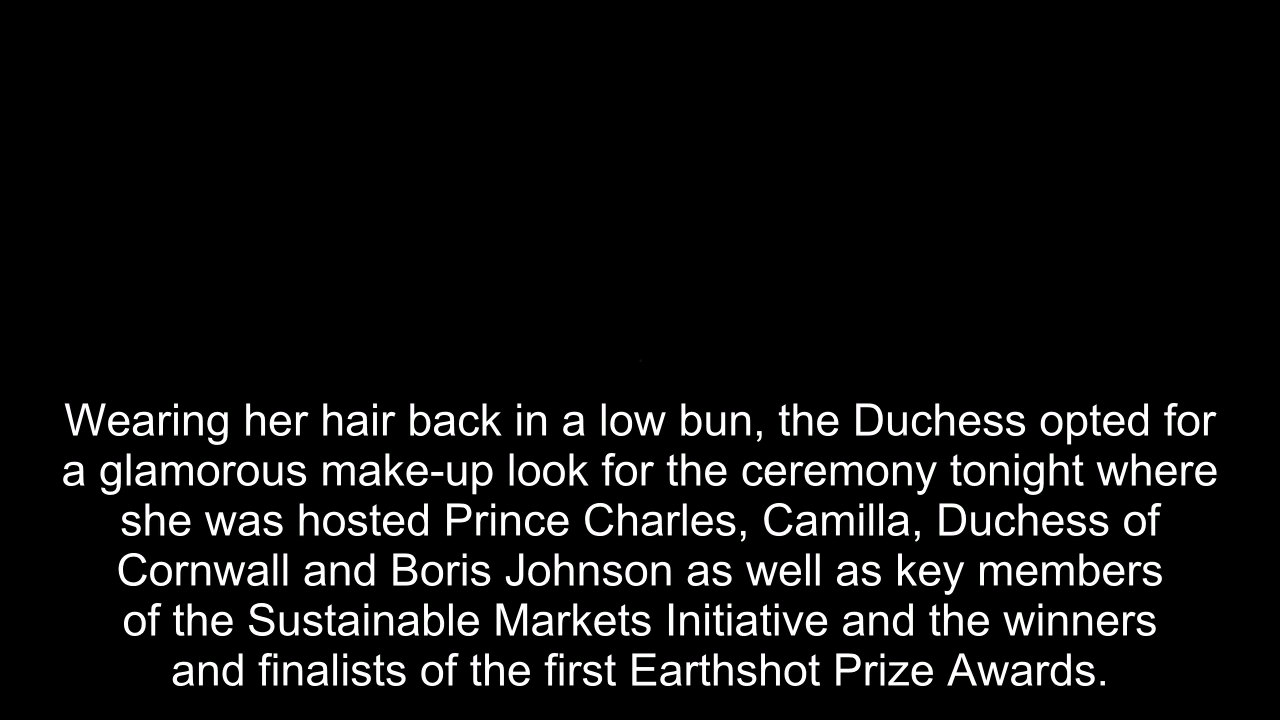 Wearing her hair back in a low bun, the Duchess opted for
a glamorous make-up look for the ceremony tonight where
she was hosted Prince Charles, Camilla, Duchess of
Cornwall and Boris Johnson as well as key members
of the Sustainable Markets Initiative and the winners
and finalists of the first Earthshot Prize Awards.